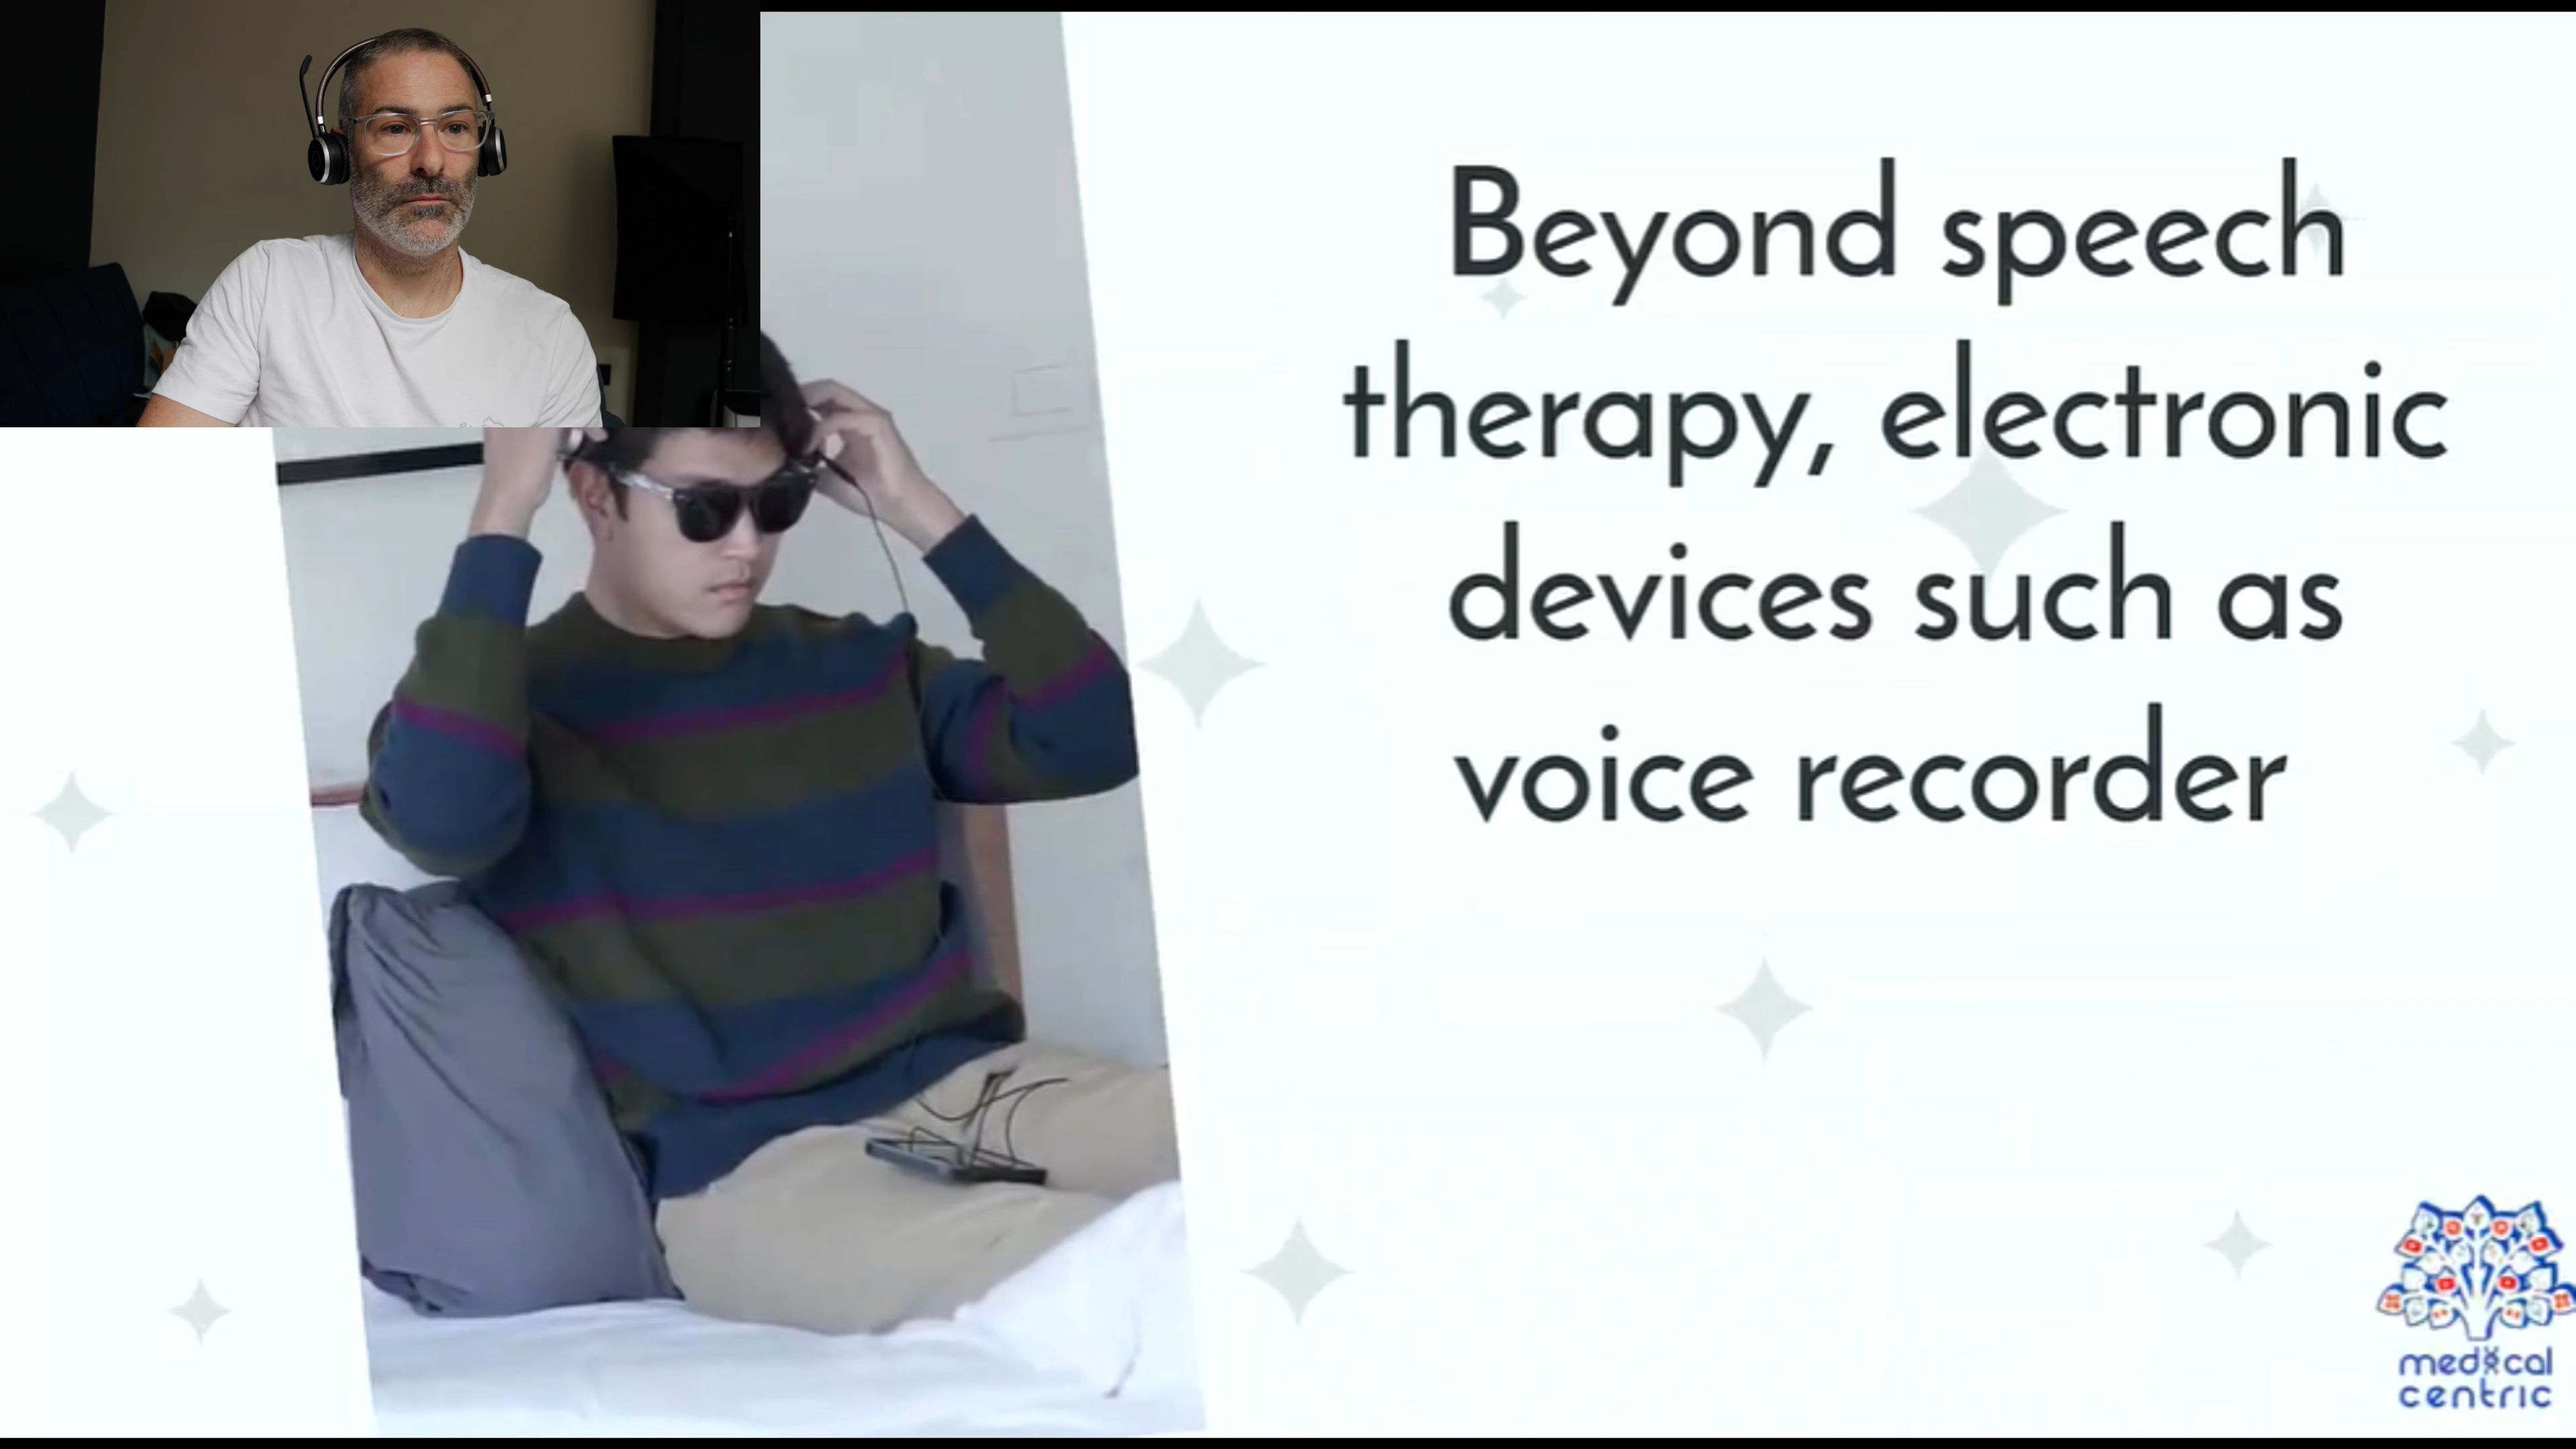 Beyond speech
therapy, electronic
devices such as
voice recorder
medical
centric